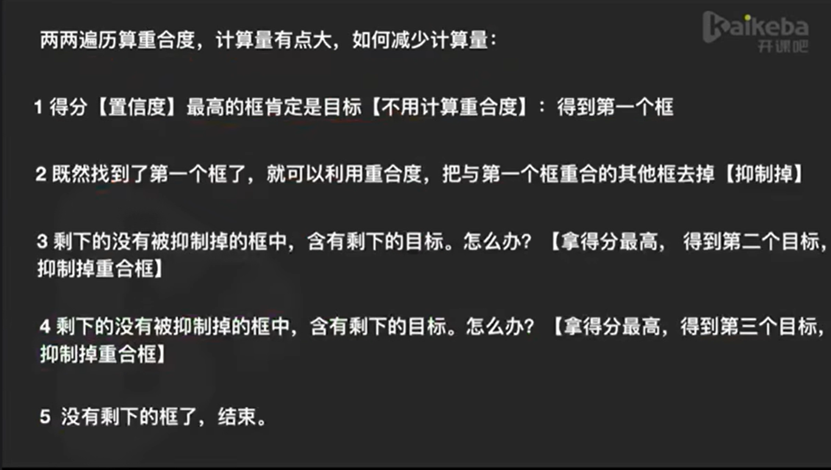 Kaikeba
开课吧
两两遍历算重合度，计算量有点大，如何减少计算量：
1 得分【置信度】最高的框肯定是目标【不用计算重合度】：得到第一个框
2 既然找到了第一个框了，就可以利用重合度，把与第一个框重合的其他框去掉【抑制掉】
3 剩下的没有被抑制掉的框中，含有剩下的目标。怎么办？【拿得分最高， 得到第二个目标，
抑制掉重合框】
4 剩下的没有被抑制掉的框中，含有剩下的目标。怎么办？【拿得分最高，得到第三个目标，
抑制掉重合框】
5 没有剩下的框了，结束。